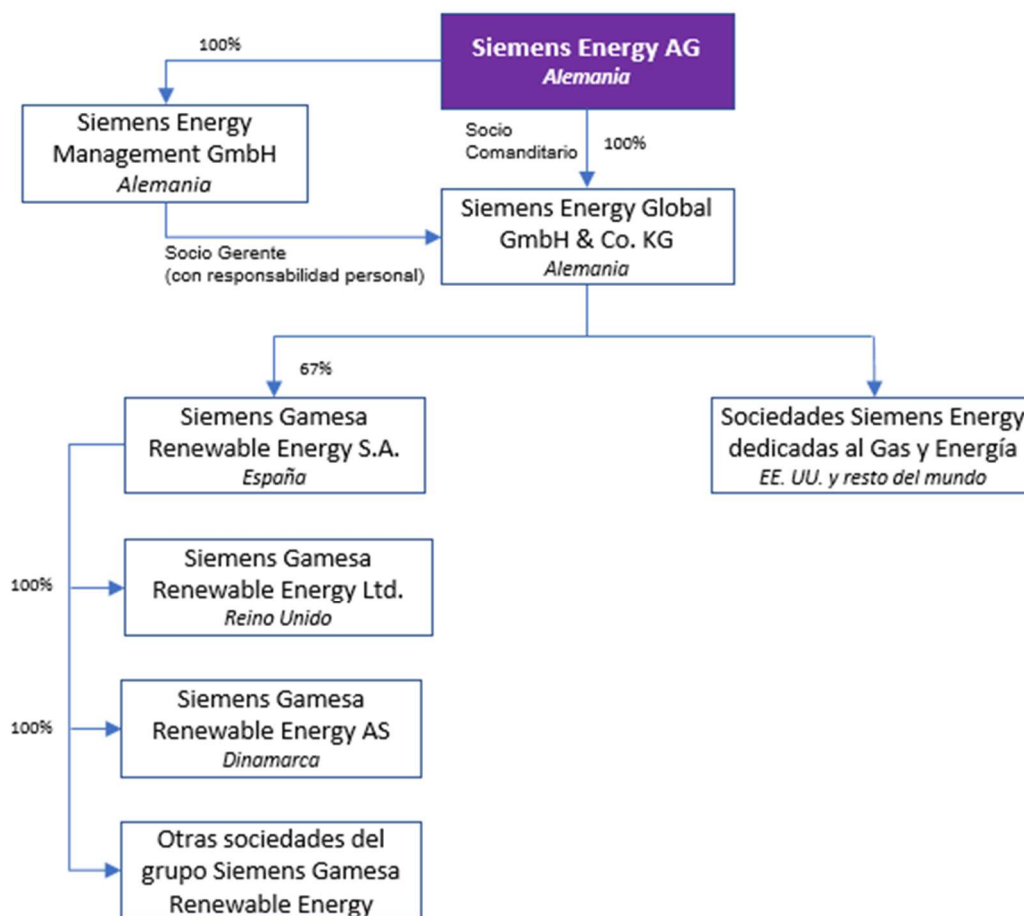 Siemens Energy AG
Alemania
100%
Siemens Energy
Management GmbH
Alemania
Socio
Comanditario
100%
Siemens Energy Global
GmbH & Co. KG
Alemania
Socio Gerente
(con responsabilidad personal)
67%
Siemens Gamesa
Renewable Energy S.A.
España
Sociedades Siemens Energy
dedicadas al Gas y Energía
EE. UU. y resto del mundo
100%
Siemens Gamesa
Renewable Energy Ltd.
Reino Unido
100%
Siemens Gamesa
Renewable Energy AS
Dinamarca
Otras sociedades del
grupo Siemens Gamesa
Renewable Energy